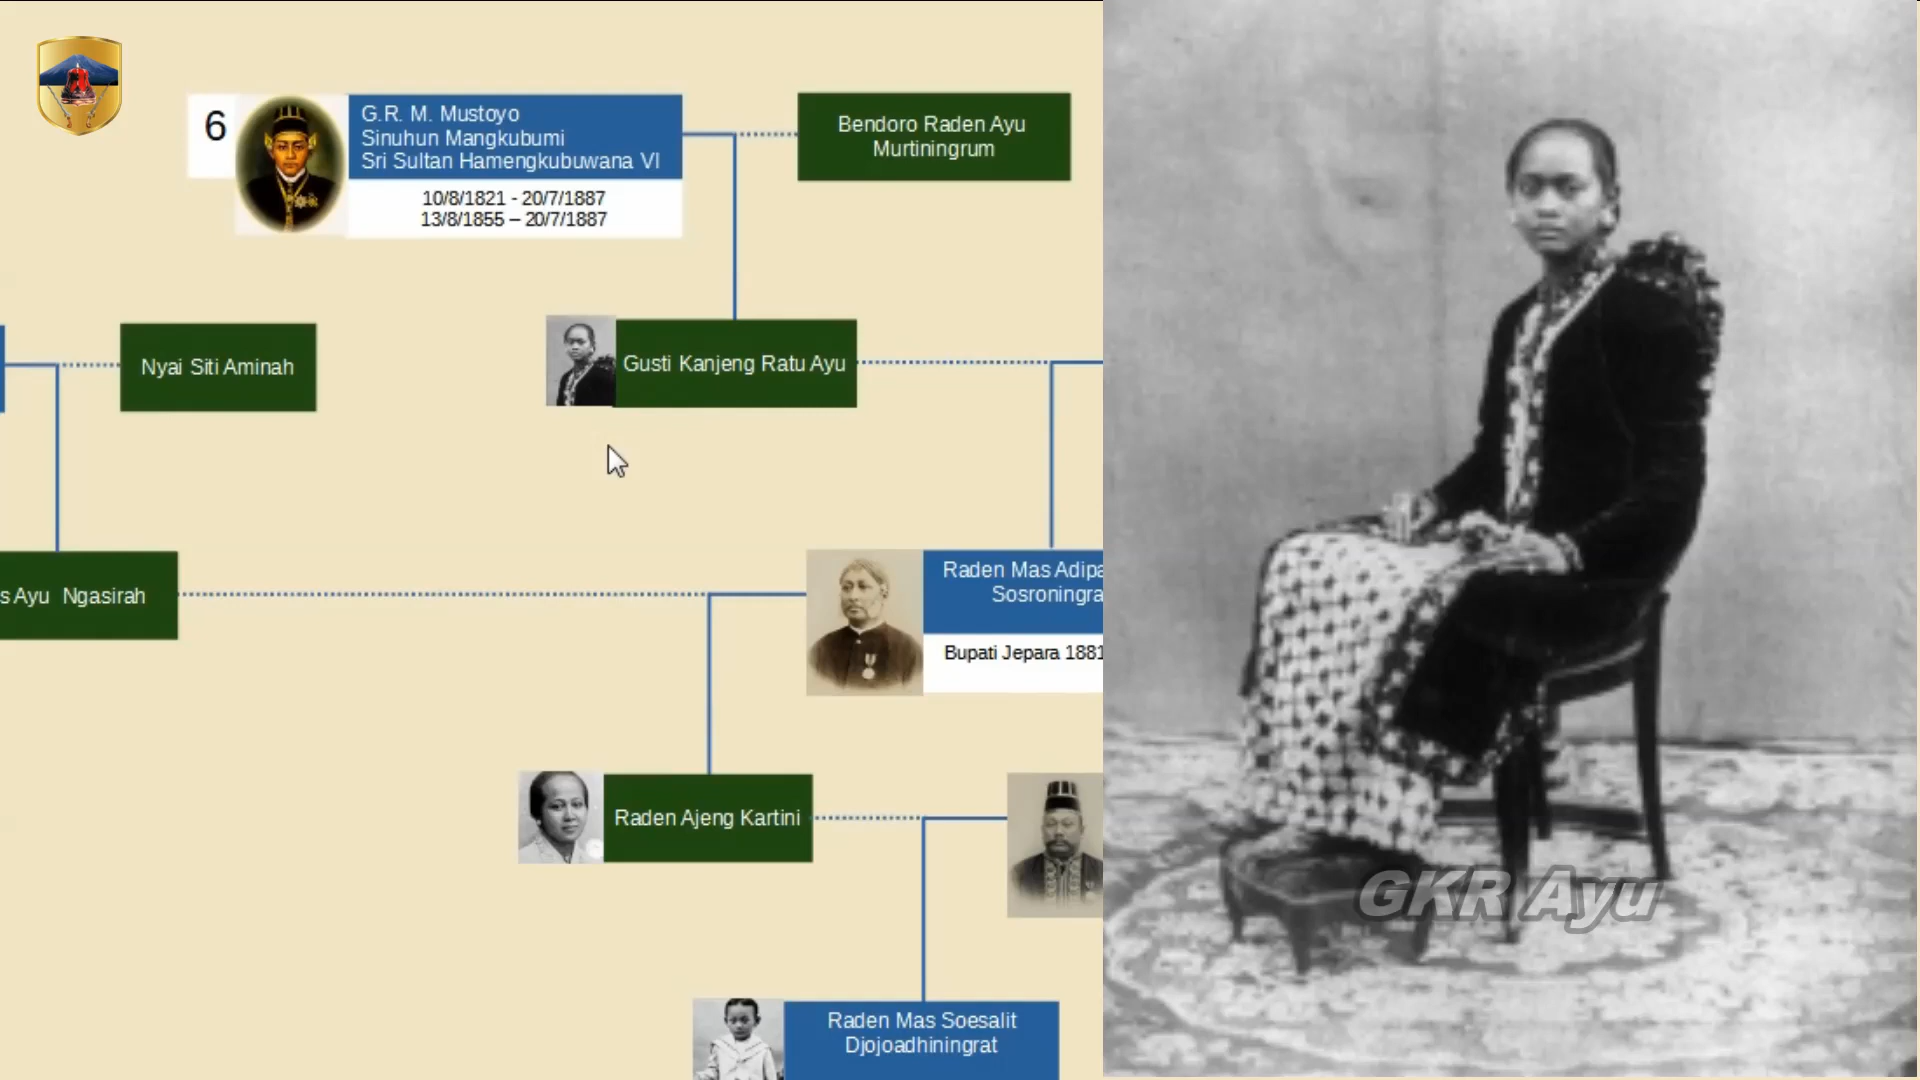 6
G.R. M. Mustoyo
Sinuhun Mangkubumi
Sri Sultan Hamengkubuwana VI
10/8/1821 - 20/7/1887
13/8/1855 – 20/7/1887
Bendoro Raden Ayu
Murtiningrum
Nyai Siti Aminah
Gusti Kanjeng Ratu Ayu
s Ayu Ngasirah
Raden Mas Adipa
Sosroningra
Bupati Jepara 1881
Raden Ajeng Kartini
Raden Mas Soesalit
Djojoadhiningrat
GKR Ayu